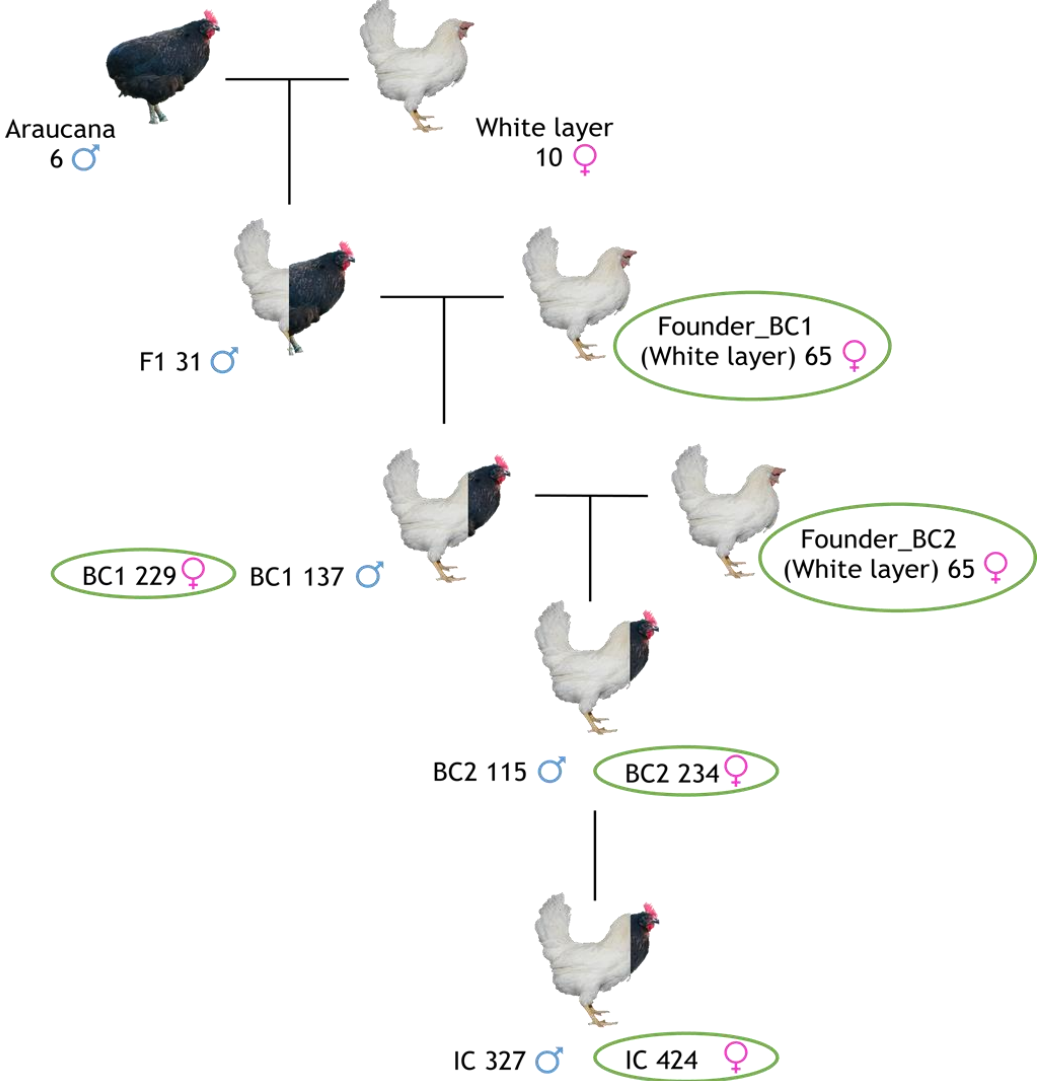 Araucana
6 ♂
White layer
10 ♀
F1 31 ♂
Founder_BC1
(White layer) 65 ♀
BC1 229 ♀
BC1 137 ♂
Founder_BC2
(White layer) 65 ♀
BC2 115 ♂
BC2 234 ♀
IC 327 ♂
IC 424 ♀